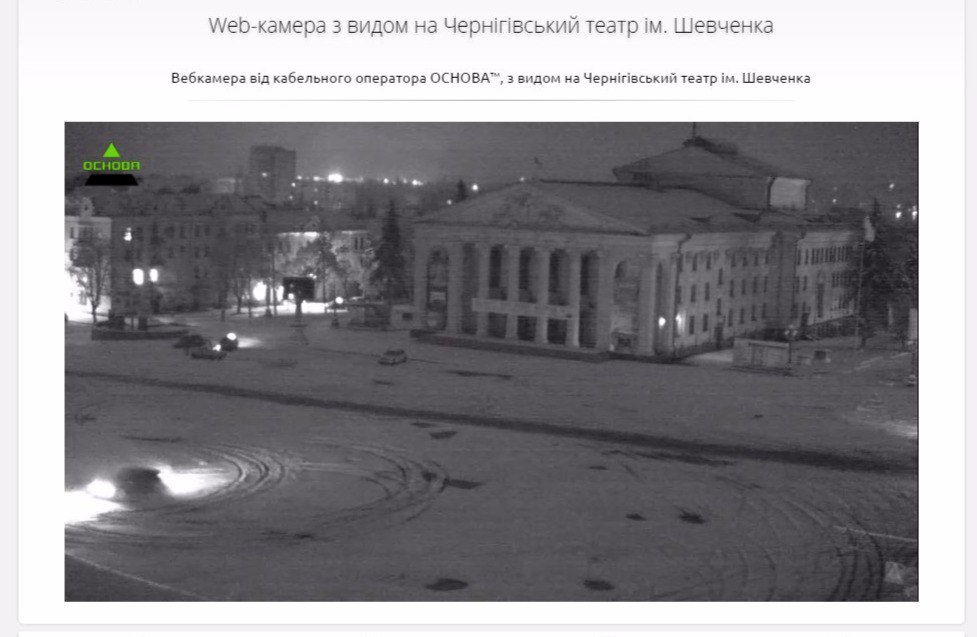 Web-камера з видом на Чернігівський театр ім. Шевченка
Вебкамера від кабельного оператора ОСНОВА™, з видом на Чернігівський театр ім. Шевченка
ОСНОВА